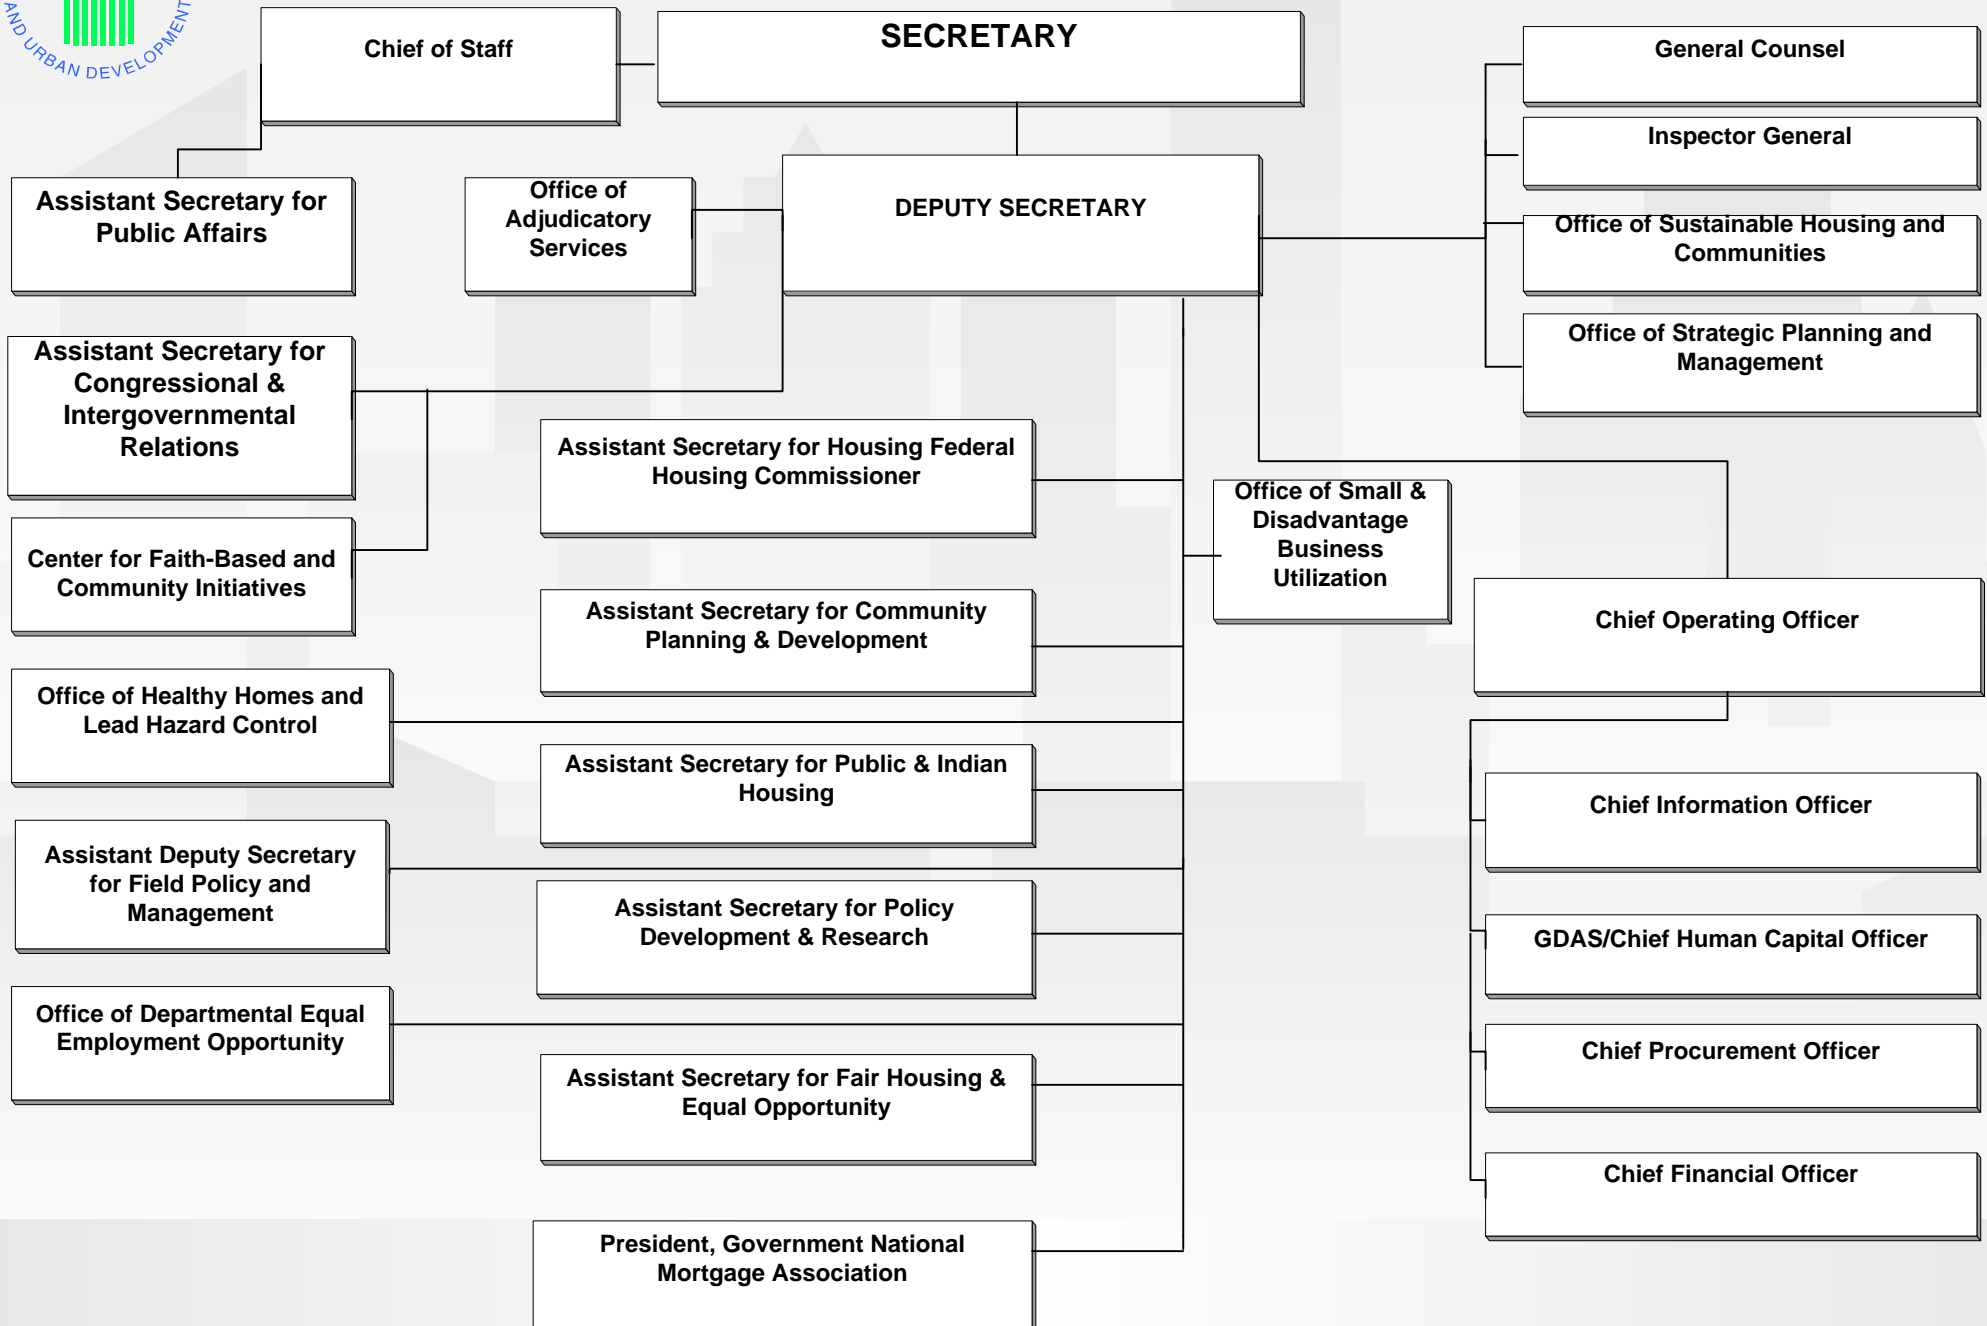 AND URBAN DEVELOPMENT
Chief of Staff
SECRETARY
General Counsel
Inspector General
Assistant Secretary for
Public Affairs
Office of
Adjudicatory
Services
DEPUTY SECRETARY
Office of Sustainable Housing and
Communities
Office of Strategic Planning and
Management
Assistant Secretary for
Congressional &
Intergovernmental
Relations
Assistant Secretary for Housing Federal
Housing Commissioner
Office of Small &
Disadvantage
Business
Utilization
Center for Faith-Based and
Community Initiatives
Assistant Secretary for Community
Planning & Development
Chief Operating Officer
Office of Healthy Homes and
Lead Hazard Control
Assistant Secretary for Public & Indian
Housing
Chief Information Officer
Assistant Deputy Secretary
for Field Policy and
Management
Assistant Secretary for Policy
Development & Research
GDAS/Chief Human Capital Officer
Office of Departmental Equal
Employment Opportunity
Assistant Secretary for Fair Housing &
Equal Opportunity
Chief Procurement Officer
Chief Financial Officer
President, Government National
Mortgage Association